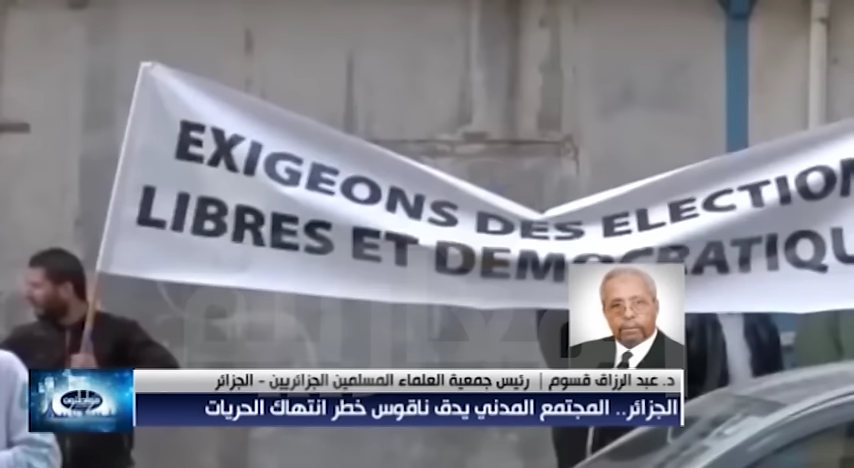 EXIGEONS DES ELECTION
LIBRES ET DEMOCRATIQU
د. عبد الرزاق قسوم | رئيس جمعية العلماء المسلمين الجزائريين - الجزائر
الجزائر.. المجتمع المدني يدق ناقوس خطر انتهاك الحريات